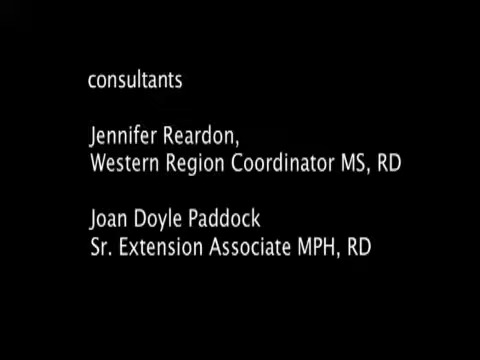 consultants
Jennifer Reardon,
Western Region Coordinator MS, RD
Joan Doyle Paddock
Sr. Extension Associate MPH, RD